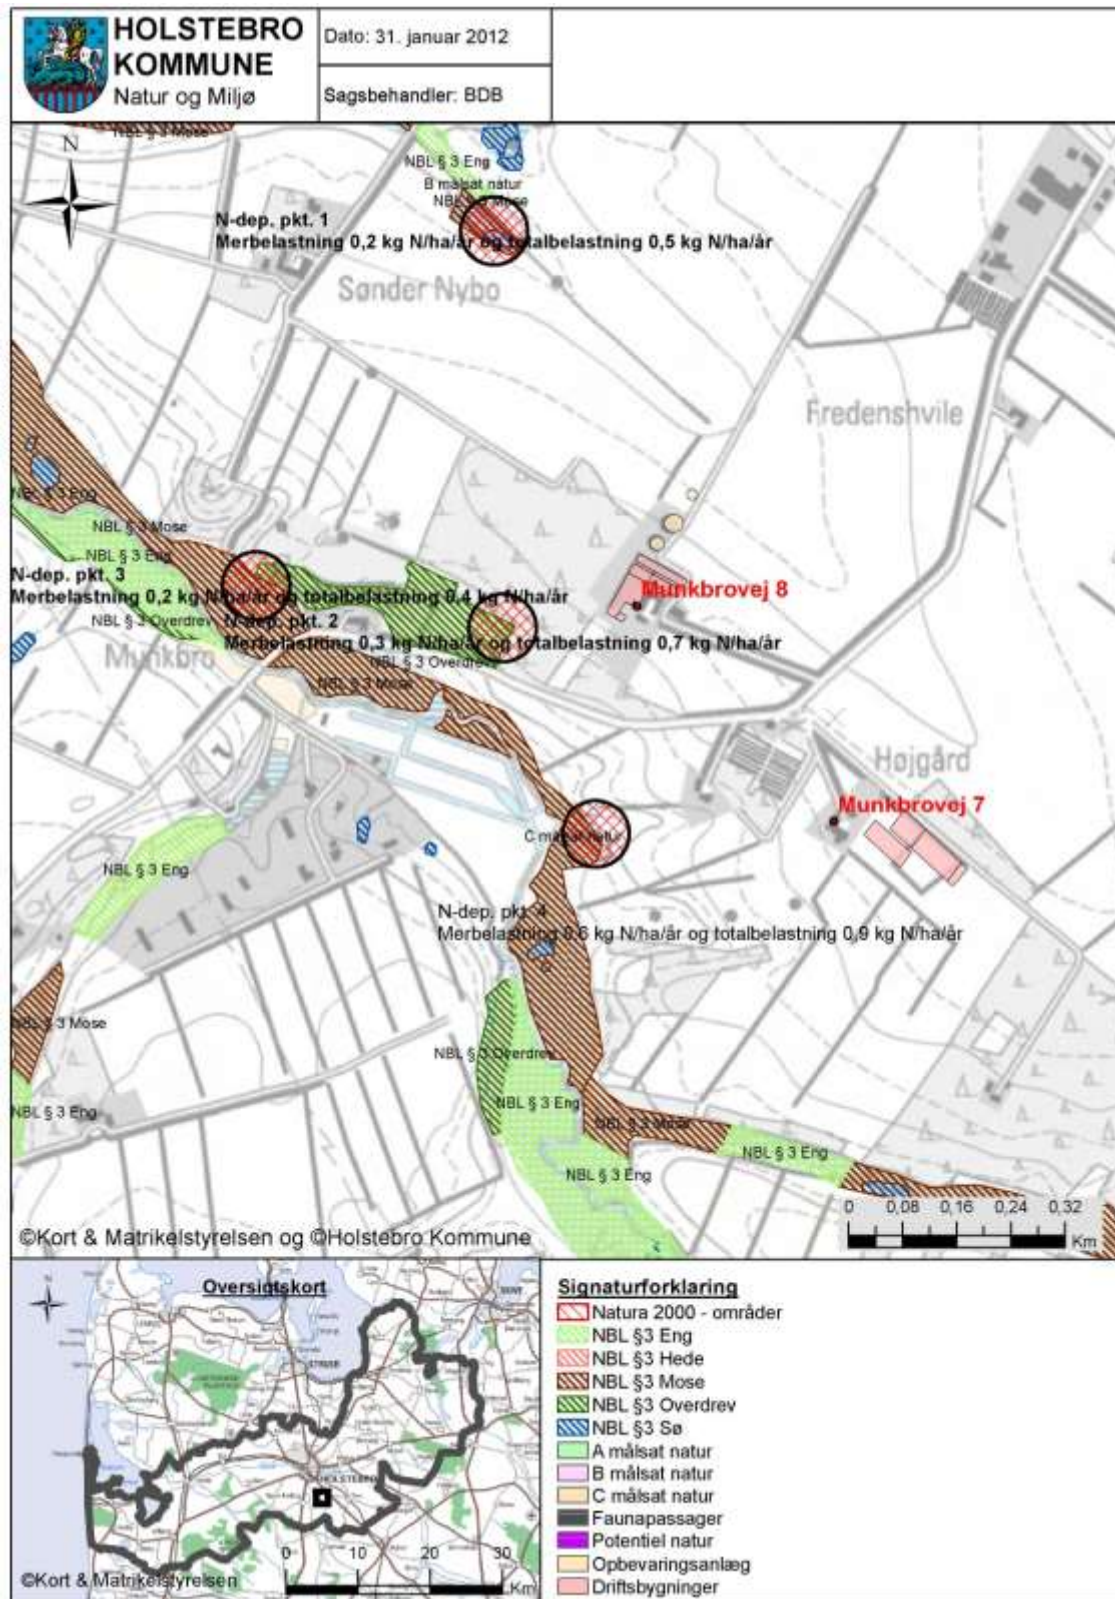 HOLSTEBRO
KOMMUNE
Natur og Miljø
Dato: 31. januar 2012
Sagsbehandler: BDB
NBL § 3 Mose
N
NBL § 3 Eng
B målsat natur
NBL § 3 Mose
N-dep. pkt. 1
Merbelastning 0,2 kg N/ha/år og totalbelastning 0,5 kg N/ha/år
Sønder Nybo
Fredenshvile
NBL § 3 Eng
NBL § 3 Mose
NBL § 3 Eng
N-dep. pkt. 3
Merbelastning 0,2 kg N/ha/år og totalbelastning 0,4 kg N/ha/år
Munkbrovej 8
NBL § 3 Overdrev
N-dep. pkt. 2
Merbelastning 0,3 kg N/ha/år og totalbelastning 0,7 kg N/ha/år
Munkbro
NBL § 3 Overdrev
NBL § 3 Mose
Højgård
Munkbrovej 7
C målsat natur
NBL § 3 Eng
N-dep. pkt. 4
Merbelastning 0,6 kg N/ha/år og totalbelastning 0,9 kg N/ha/år
NBL § 3 Mose
NBL § 3 Overdrev
NBL § 3 Eng
NBL § 3 Eng
NBL § 3 Mose
NBL § 3 Eng
NBL § 3 Eng
0 0,08 0,16 0,24 0,32
Km
©Kort & Matrikelstyrelsen og ©Holstebro Kommune
Oversigtskort
N
STRUER
HOLSTEBRO
0 10 20 30
Km
©Kort & Matrikelstyrelsen
Signaturforklaring
Natura 2000 - områder
NBL §3 Eng
NBL §3 Hede
NBL §3 Mose
NBL §3 Overdrev
NBL §3 Sø
A målsat natur
B målsat natur
C målsat natur
Faunapassager
Potentiel natur
Opbevaringsanlæg
Driftsbygninger